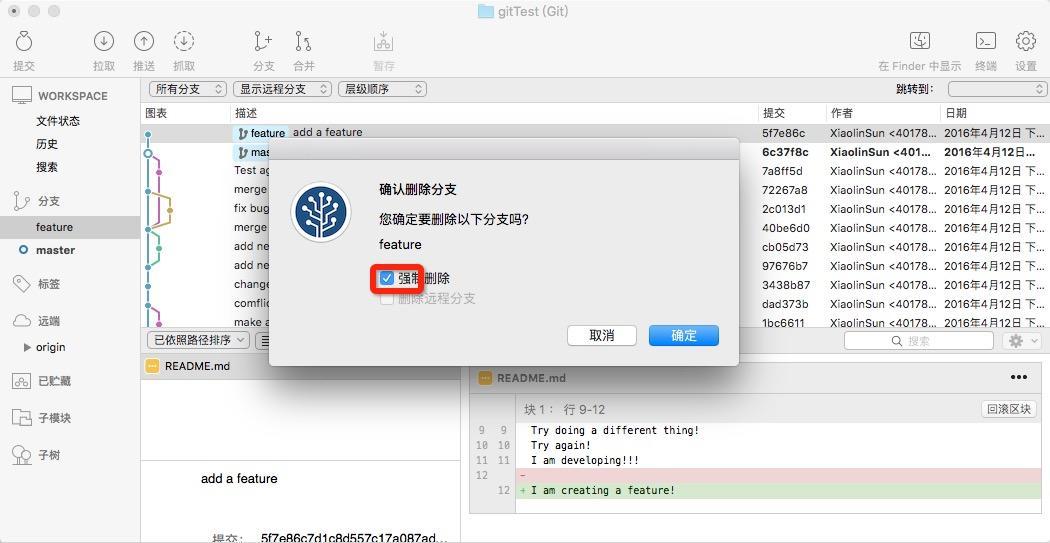 gitTest (Git)
提交 拉取 推送 抓取 分支 合并 暂存 在 Finder 中显示 终端 设置
所有分支 显示远程分支 层级顺序 跳转到:
WORKSPACE
文件状态
历史
搜索
分支
feature
master
标签
远端
origin
已贮藏
子模块
子树
图表 描述 提交 作者 日期
feature add a feature 5f7e86c XiaolinSun <40178... 2016年4月12日 下...
mas 6c37f8c XiaolinSun <401... 2016年4月12日...
Test ag 7a8ff5d XiaolinSun <40178... 2016年4月12日 下...
merge 72267a8 XiaolinSun <40178... 2016年4月12日 下...
fix bug 2c013d1 XiaolinSun <40178... 2016年4月12日 下...
merge 40be6d0 XiaolinSun <40178... 2016年4月12日 下...
add ne cb05d73 XiaolinSun <40178... 2016年4月12日 下...
add ne 97676b7 XiaolinSun <40178... 2016年4月12日 下...
change 3438b87 XiaolinSun <40178... 2016年4月12日 下...
comflic dad373b XiaolinSun <40178... 2016年4月12日 下...
make a 1bc6611 XiaolinSun <40178... 2016年4月12日 下...
确认删除分支
您确定要删除以下分支吗?
feature
强制删除
删除远程分支
取消 确定
已依照路径排序 搜索
README.md
add a feature
提交: 5f7e86c7d1c8d557c17a087ad...
README.md •••
块 1： 行 9-12 回滚区块
9 9 Try doing a different thing!
10 10 Try again!
11 11 I am developing!!!
12 -
12 + I am creating a feature!